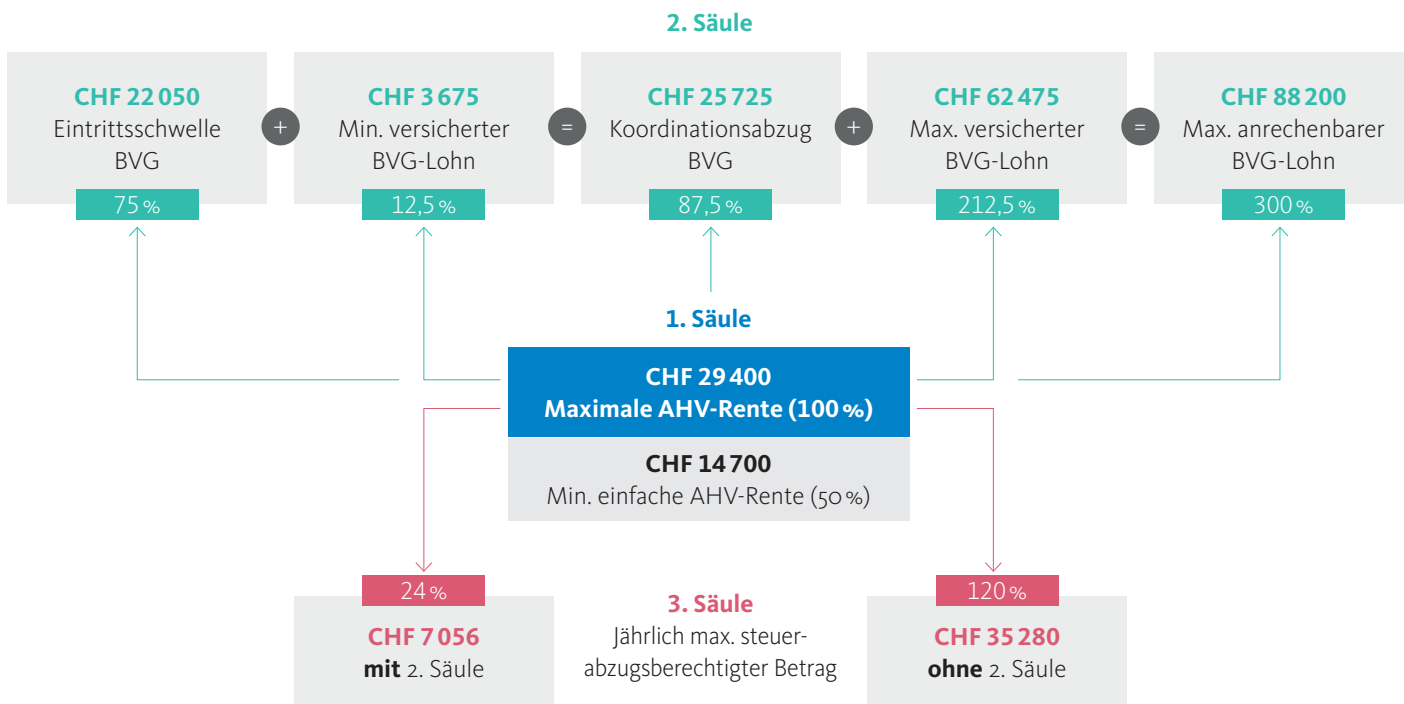 2. Säule
CHF 22 050
Eintrittsschwelle
BVG
75 %
+
CHF 3 675
Min. versicherter
BVG-Lohn
12,5 %
=
CHF 25 725
Koordinationsabzug
BVG
87,5 %
+
CHF 62 475
Max. versicherter
BVG-Lohn
212,5 %
=
CHF 88 200
Max. anrechenbarer
BVG-Lohn
300 %
1. Säule
CHF 29 400
Maximale AHV-Rente (100 %)
CHF 14 700
Min. einfache AHV-Rente (50 %)
24 %
CHF 7 056
mit 2. Säule
3. Säule
Jährlich max. steuer-
abzugsberechtigter Betrag
120 %
CHF 35 280
ohne 2. Säule